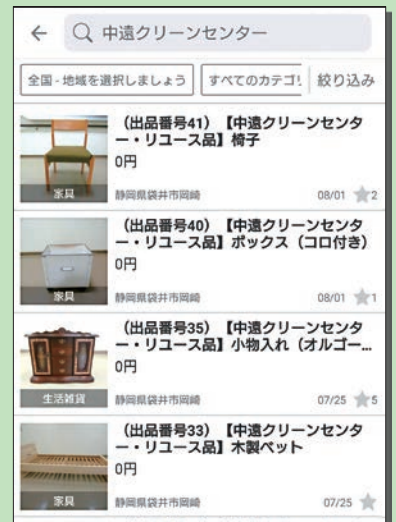 中遠クリーンセンター
全国 - 地域を選択しましょう
すべてのカテゴリ
絞り込み
（出品番号41）【中遠クリーンセンタ
ー・リユース品】椅子
0円
家具
静岡県袋井市岡崎
08/01
2
（出品番号40）【中遠クリーンセンタ
ー・リユース品】ボックス（コロ付き）
0円
家具
静岡県袋井市岡崎
08/01
1
（出品番号35）【中遠クリーンセンタ
ー・リユース品】小物入れ（オルゴー...
0円
生活雑貨
静岡県袋井市岡崎
07/25
5
（出品番号33）【中遠クリーンセンタ
ー・リユース品】木製ベット
0円
家具
静岡県袋井市岡崎
07/25